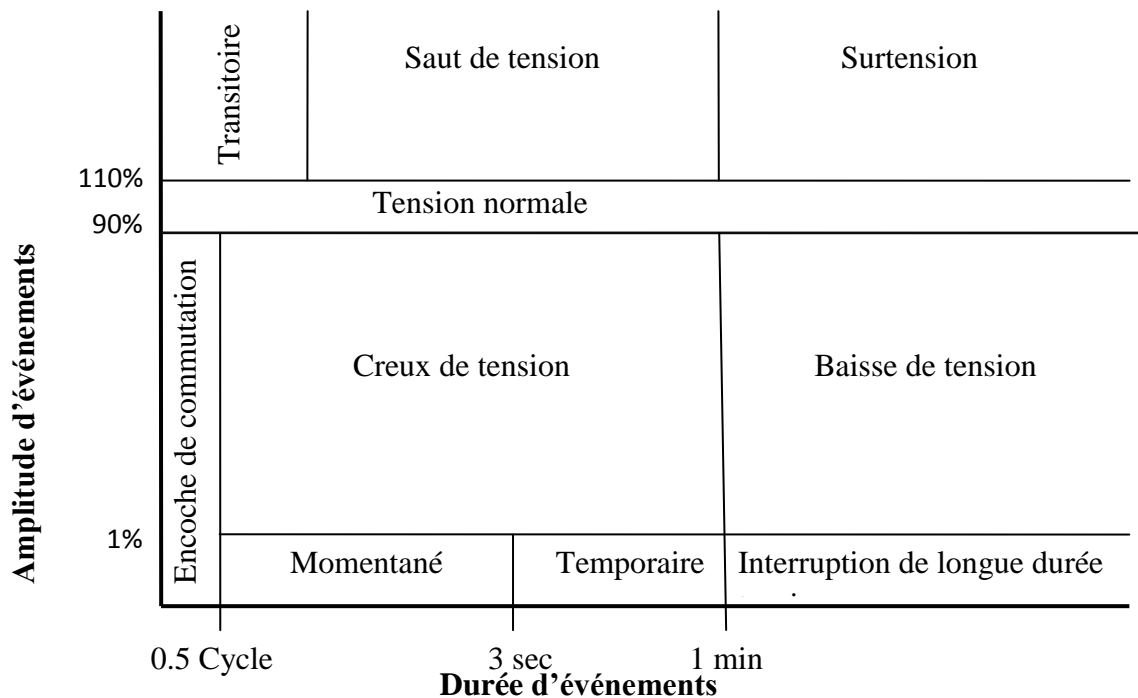 Transitoire
Saut de tension
Surtension
110%
Tension normale
90%
Amplitude d’événements
Encoche de commutation
Creux de tension
Baisse de tension
1%
Momentané
Temporaire
Interruption de longue durée
0.5 Cycle
3 sec
1 min
Durée d’événements